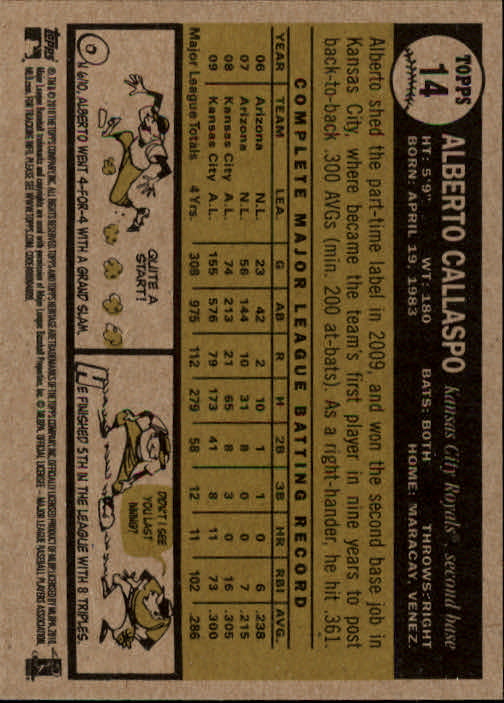 TOPPS
14
ALBERTO CALLASPO
Kansas City Royals®, second base
HT: 5'9" WT: 180 BATS: BOTH THROWS: RIGHT
BORN: APRIL 19, 1983 HOME: MARACAY, VENEZ.
Alberto shed the part-time label in 2009, and won the second base job in
Kansas City, where became the team's first player in nine years to post
back-to-back .300 AVGs (min. 200 at-bats). As a right-hander, he hit .361.
COMPLETE MAJOR LEAGUE BATTING RECORD
YEAR TEAM LEA. G AB R H 2B 3B HR RBI AVG.
06 Arizona N.L. 23 42 2 10 1 1 0 6 .238
07 Arizona N.L. 56 144 10 31 8 0 0 7 .215
08 Kansas City A.L. 74 213 21 65 8 3 0 16 .305
09 Kansas City A.L. 155 576 79 173 41 8 11 73 .300
Major League Totals 4 Yrs. 308 975 112 279 58 12 11 102 .286
QUITE A
START!
ON 6/10, ALBERTO WENT 4-FOR-4 WITH A GRAND SLAM.
DIDN'T I SEE
YOU LAST
INNING?
HE FINISHED 5TH IN THE LEAGUE WITH 8 TRIPLES.
Topps